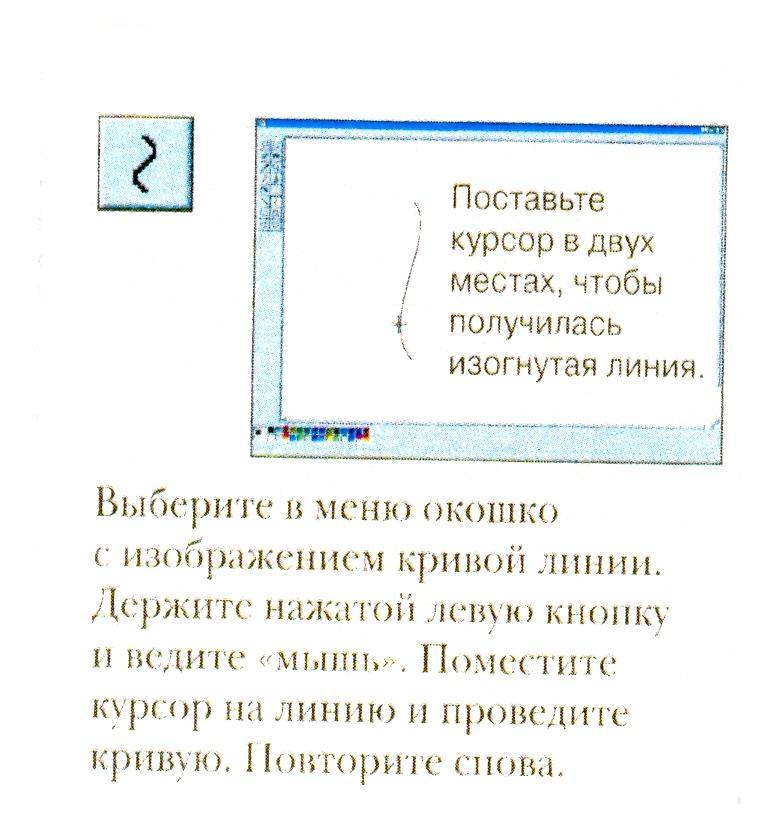 Поставьте
курсор в двух
местах, чтобы
получилась
изогнутая линия.
Выберите в меню окошко
с изображением кривой линии.
Держите нажатой левую кнопку
и ведите «мышь». Поместите
курсор на линию и проведите
кривую. Повторите снова.